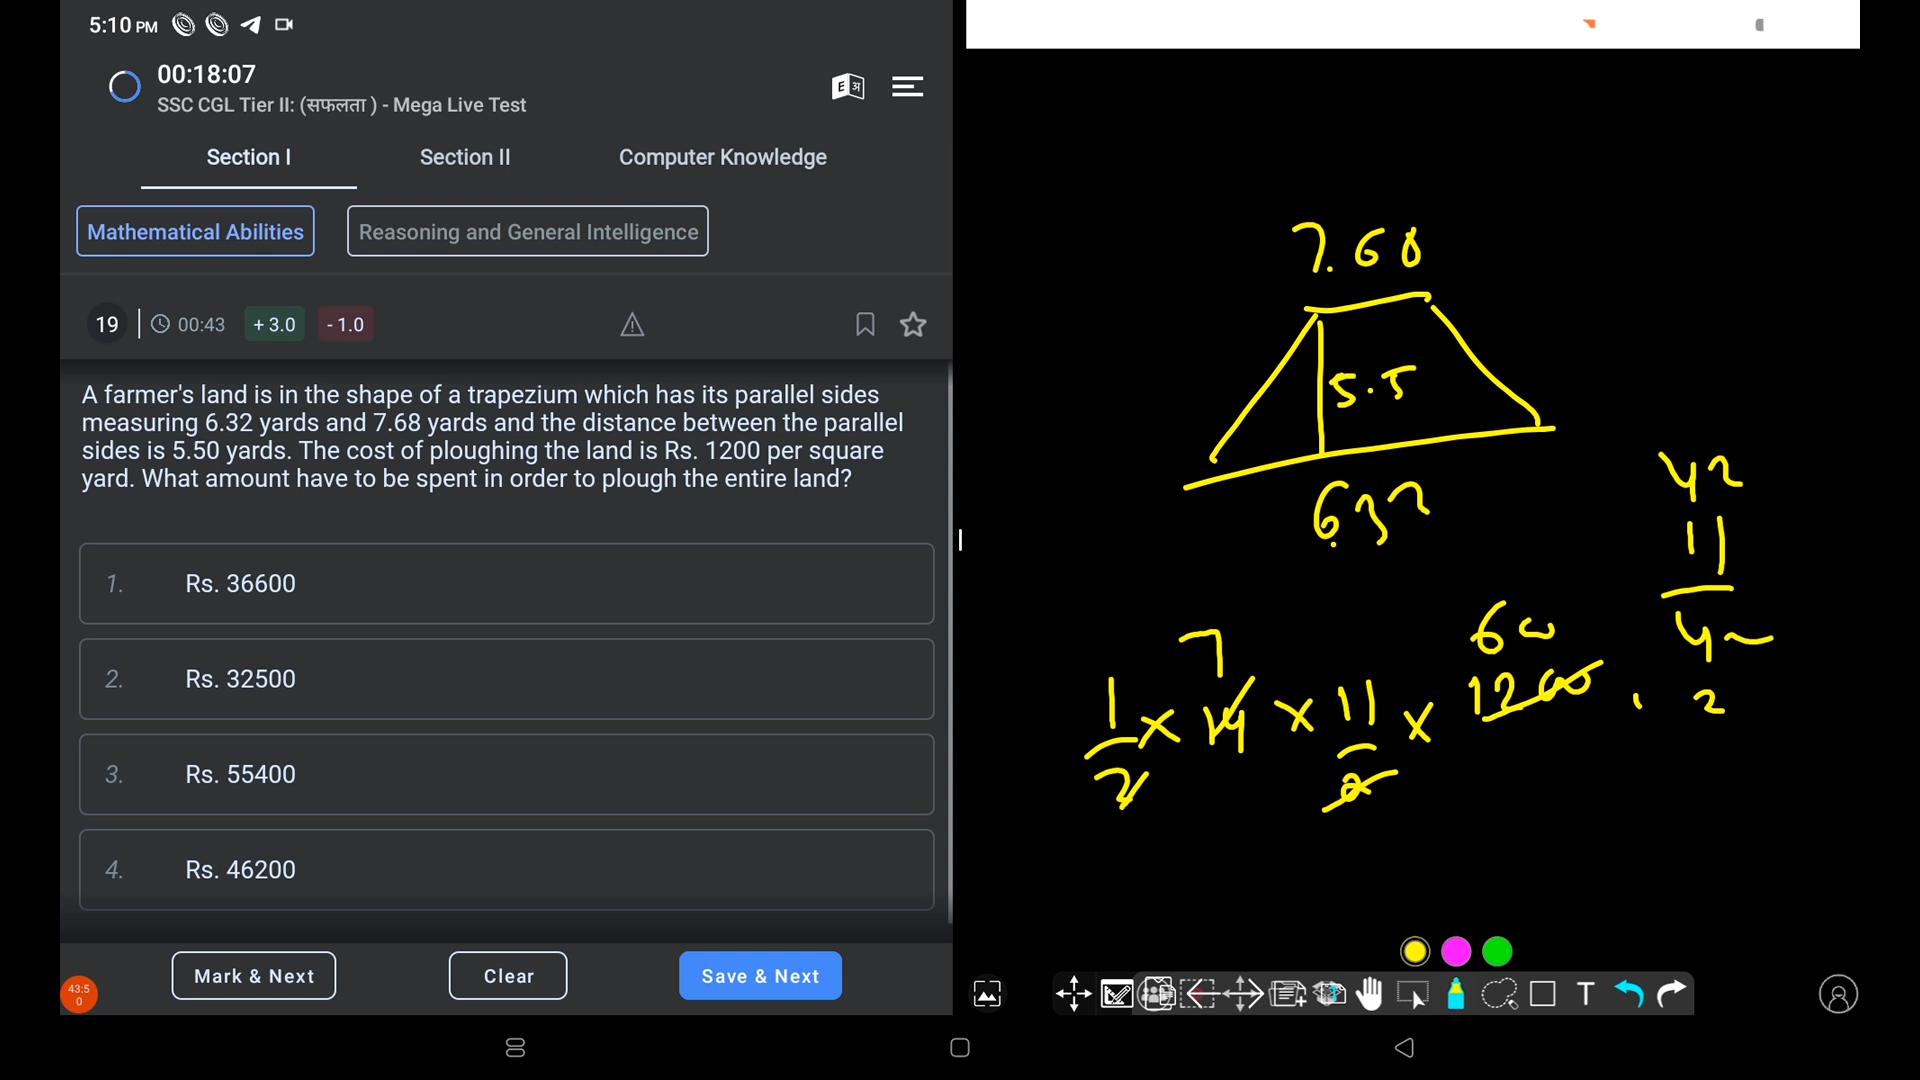 5:10 PM
00:18:07
SSC CGL Tier II: (सफलता ) - Mega Live Test
E अ
Section I
Section II
Computer Knowledge
Mathematical Abilities
Reasoning and General Intelligence
19
00:43
+ 3.0
- 1.0
A farmer's land is in the shape of a trapezium which has its parallel sides
measuring 6.32 yards and 7.68 yards and the distance between the parallel
sides is 5.50 yards. The cost of ploughing the land is Rs. 1200 per square
yard. What amount have to be spent in order to plough the entire land?
1. Rs. 36600
2. Rs. 32500
3. Rs. 55400
4. Rs. 46200
Mark & Next
Clear
Save & Next
43:5
0
7.68
5.5
6.32
42
11
42
2
7
600
1/2 × 14 × 11/2 × 1200
T